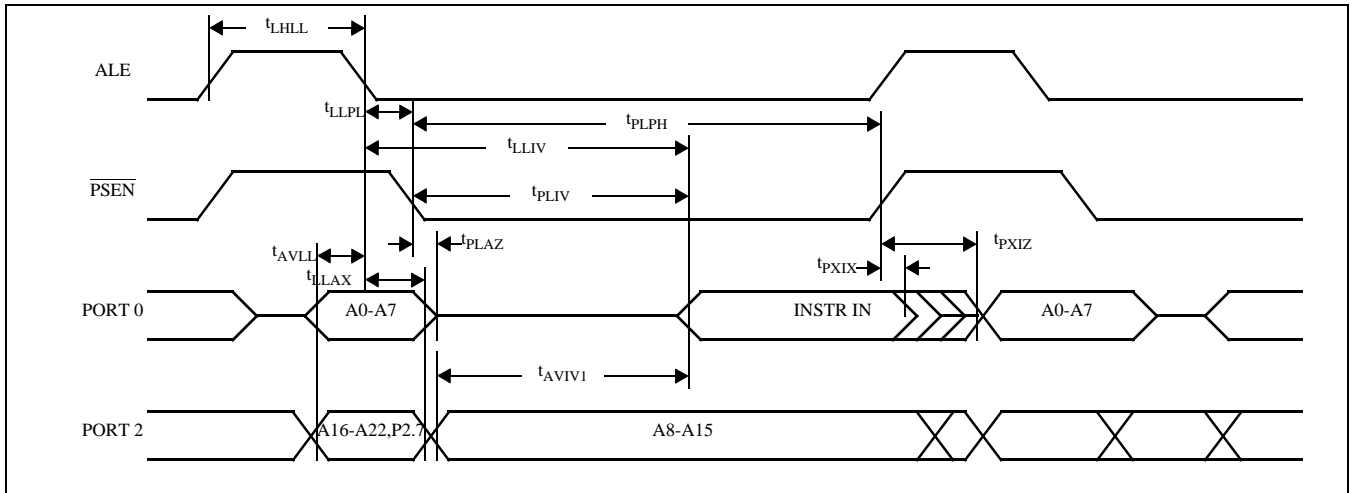 tLHLL
ALE
tLLPL
tPLPH
tLLIV
PSEN
tPLIV
tPLAZ
tAVLL
tPXIZ
tLLAX
tPXIX
PORT 0
A0-A7
INSTR IN
A0-A7
tAVIV1
PORT 2
A16-A22,P2.7
A8-A15